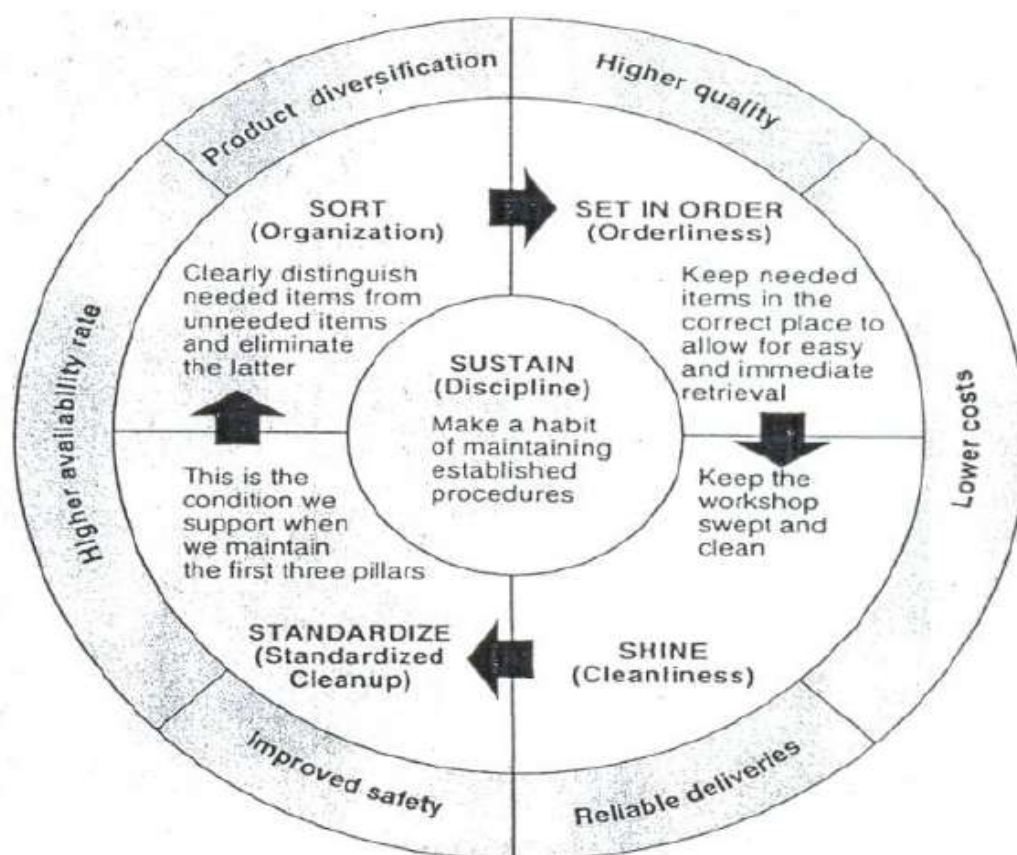 Product diversification
Higher quality
Lower costs
Reliable deliveries
Improved safety
Higher availability rate
SORT
(Organization)
Clearly distinguish
needed items from
unneeded items
and eliminate
the latter
SET IN ORDER
(Orderliness)
Keep needed
items in the
correct place to
allow for easy
and immediate
retrieval
SUSTAIN
(Discipline)
Make a habit
of maintaining
established
procedures
Keep the
workshop
swept and
clean
SHINE
(Cleanliness)
This is the
condition we
support when
we maintain
the first three pillars
STANDARDIZE
(Standardized
Cleanup)